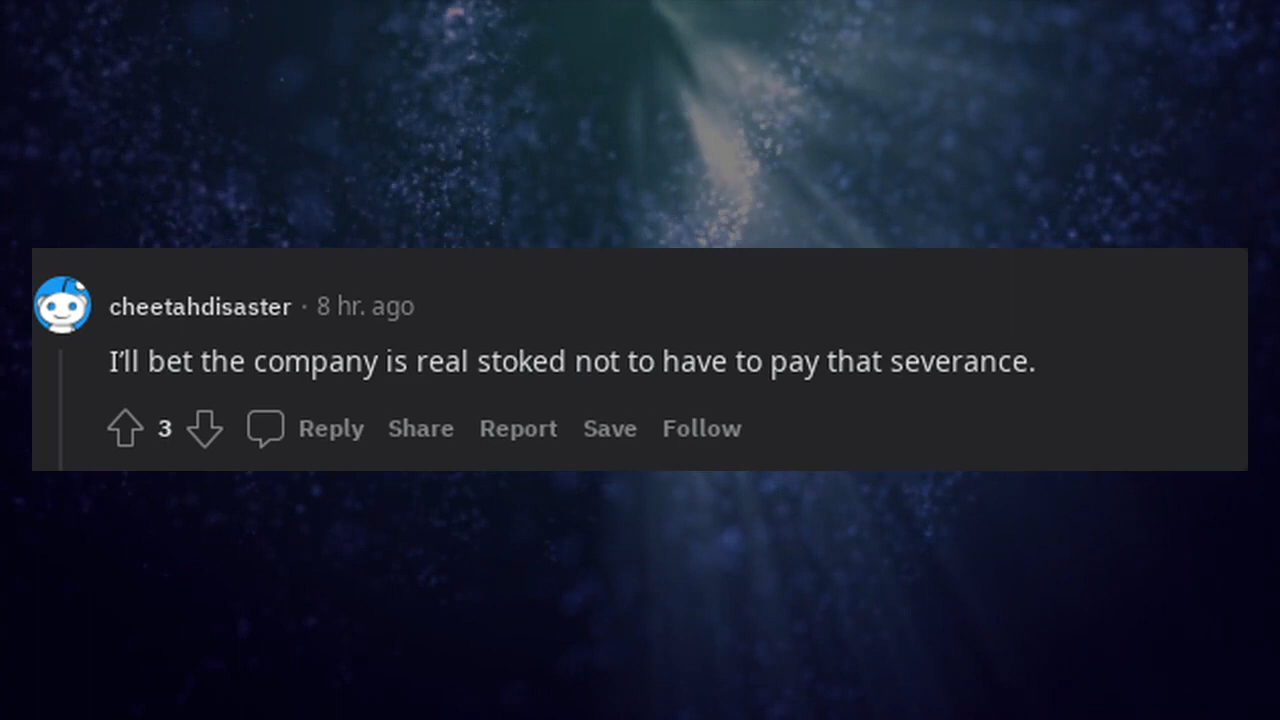 cheetahdisaster · 8 hr. ago
I'll bet the company is real stoked not to have to pay that severance.
3 Reply Share Report Save Follow